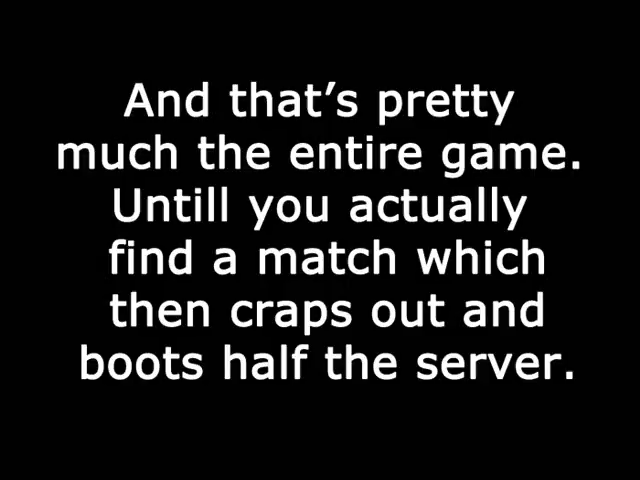 And that’s pretty
much the entire game.
Untill you actually
find a match which
then craps out and
boots half the server.